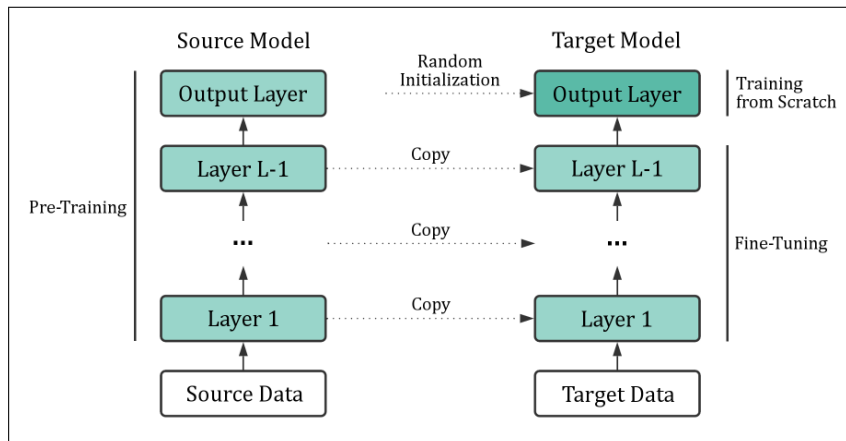 Source Model
Target Model
Random
Initialization
Output Layer
Output Layer
Training
from Scratch
Layer L-1
Copy
Layer L-1
Pre-Training
...
Copy
...
Fine-Tuning
Layer 1
Copy
Layer 1
Source Data
Target Data